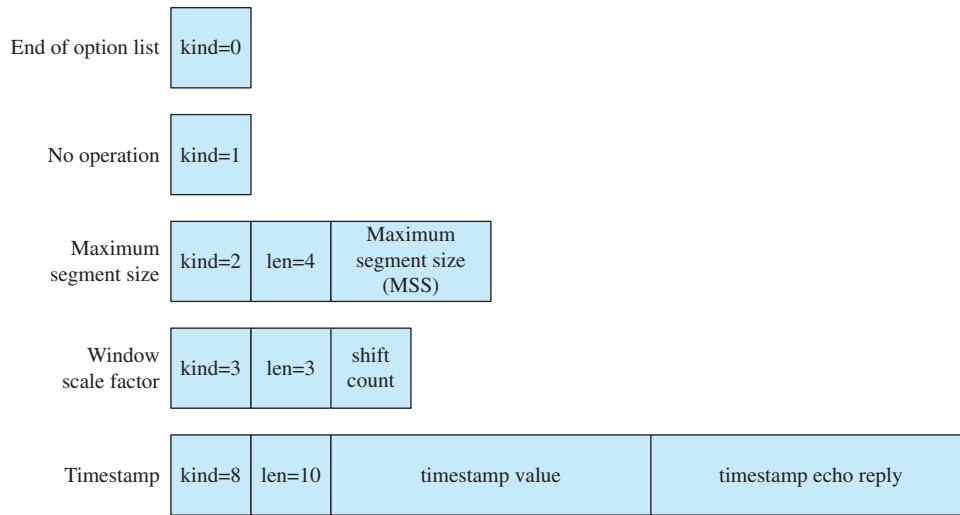 End of option list kind=0
No operation kind=1
Maximum
segment size
kind=2 len=4
Maximum
segment size
(MSS)
Window
scale factor
kind=3 len=3
shift
count
Timestamp kind=8 len=10 timestamp value timestamp echo reply